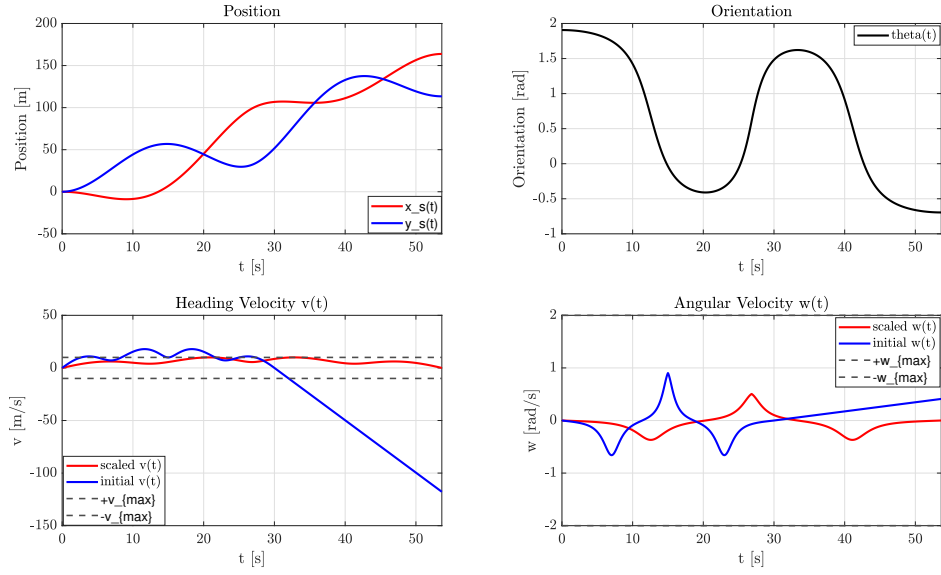 Position
200
150
100
50
0
-50
Position [m]
0 10 20 30 40 50
t [s]
x_s(t)
y_s(t)
Orientation
2
1.5
1
0.5
0
-0.5
-1
Orientation [rad]
0 10 20 30 40 50
t [s]
theta(t)
Heading Velocity v(t)
50
0
-50
-100
-150
v [m/s]
0 10 20 30 40 50
t [s]
scaled v(t)
initial v(t)
+v_{max}
-v_{max}
Angular Velocity w(t)
2
1
0
-1
-2
w [rad/s]
0 10 20 30 40 50
t [s]
scaled w(t)
initial w(t)
+w_{max}
-w_{max}